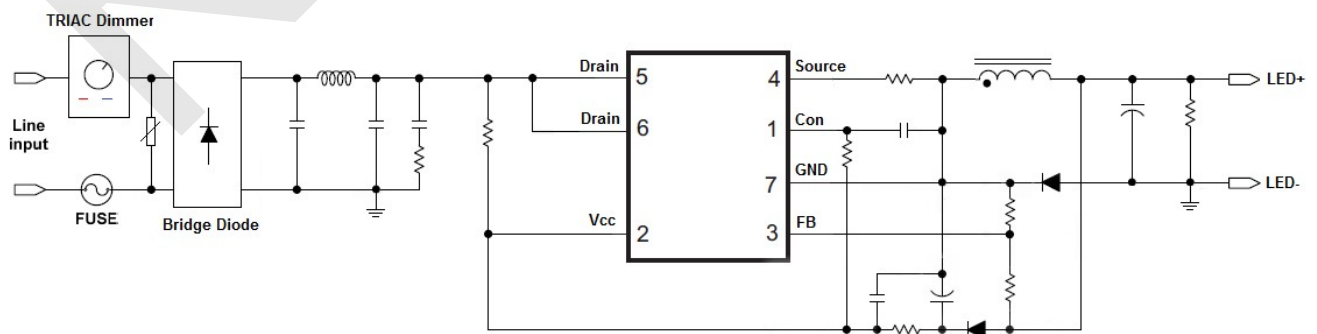 TRIAC Dimmer
Line
input
FUSE
Bridge Diode
Drain
5
Drain
6
Vcc
2
4
Source
1
Con
7
GND
3
FB
LED+
LED-